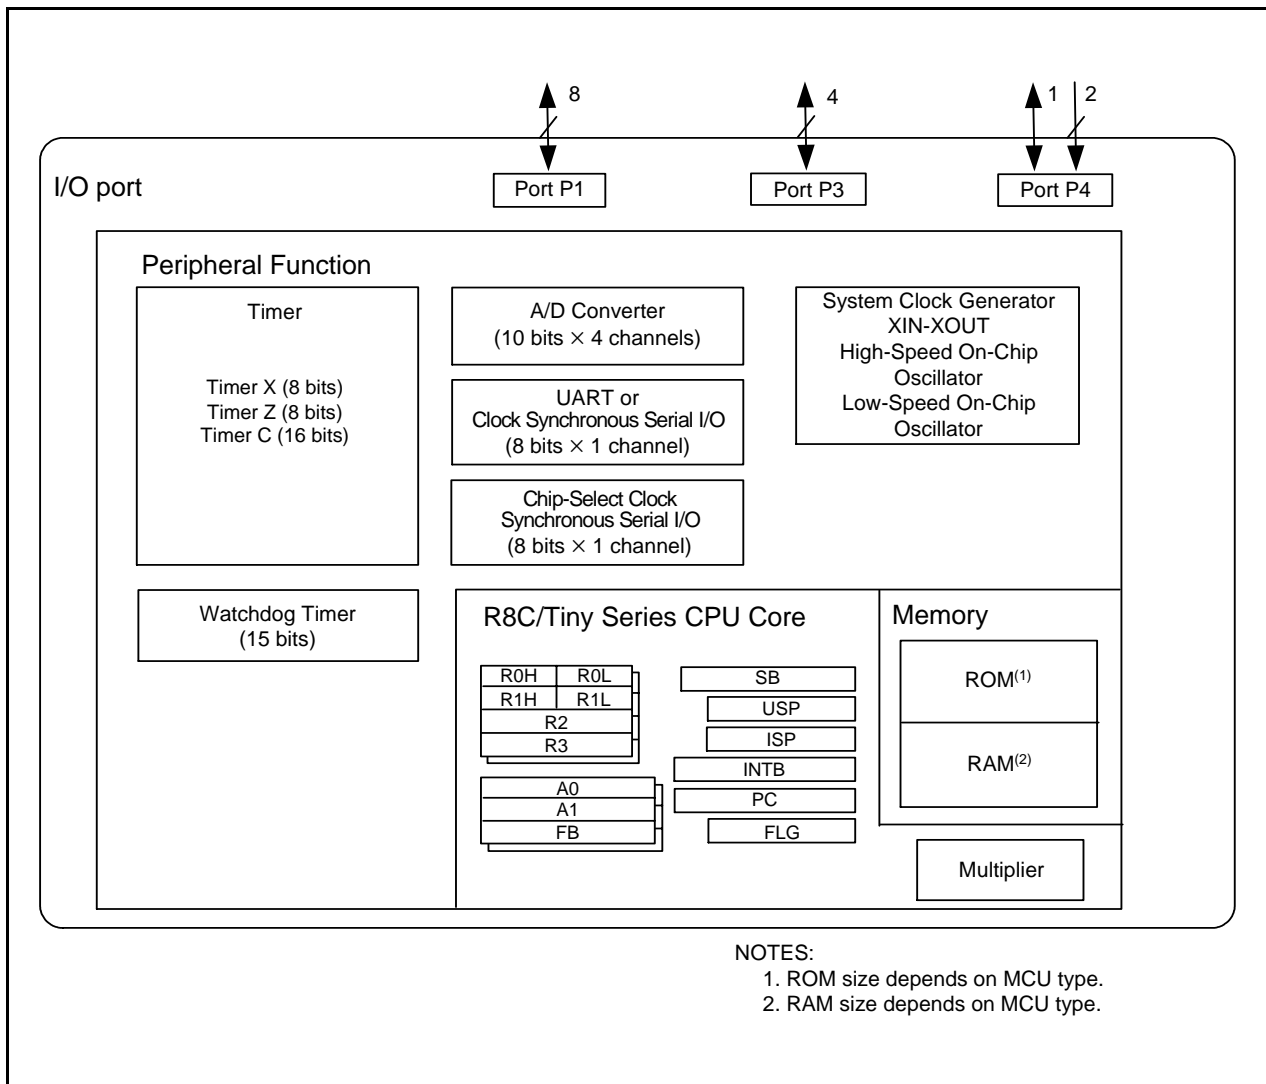 8
4
1 2
I/O port
Port P1
Port P3
Port P4
Peripheral Function
Timer
Timer X (8 bits)
Timer Z (8 bits)
Timer C (16 bits)
A/D Converter
(10 bits × 4 channels)
UART or
Clock Synchronous Serial I/O
(8 bits × 1 channel)
Chip-Select Clock
Synchronous Serial I/O
(8 bits × 1 channel)
System Clock Generator
XIN-XOUT
High-Speed On-Chip
Oscillator
Low-Speed On-Chip
Oscillator
Watchdog Timer
(15 bits)
R8C/Tiny Series CPU Core
R0H R0L
R1H R1L
R2
R3
A0
A1
FB
SB
USP
ISP
INTB
PC
FLG
Memory
ROM(1)
RAM(2)
Multiplier
NOTES:
1. ROM size depends on MCU type.
2. RAM size depends on MCU type.